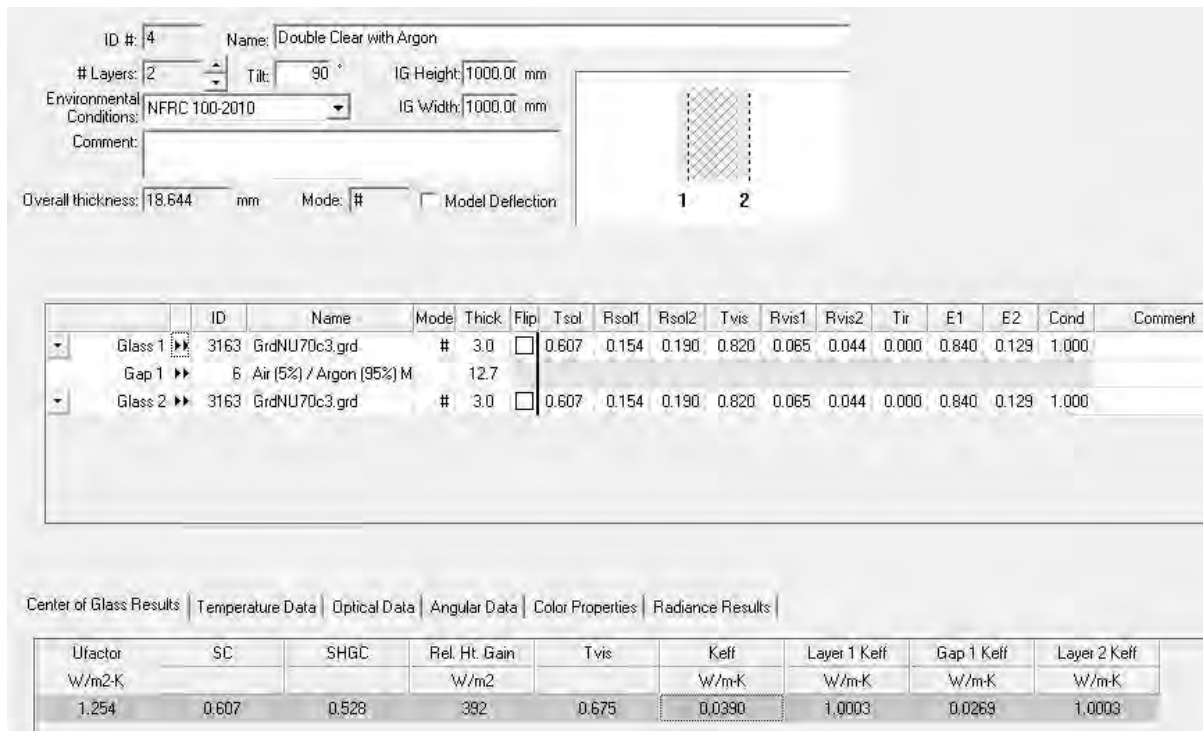 ID #: 4 Name: Double Clear with Argon
# Layers: 2 Tilt: 90 ° IG Height: 1000.0( mm
Environmental Conditions: NFRC 100-2010 IG Width: 1000.0( mm
Comment:
Overall thickness: 18.644 mm Mode: # Model Deflection
1 2
ID Name Mode Thick Flip Tsol Rsol1 Rsol2 Tvis Rvis1 Rvis2 Tir E1 E2 Cond Comment
Glass 1 3163 GrdNU70c3.grd # 3.0 0.607 0.154 0.190 0.820 0.065 0.044 0.000 0.840 0.129 1.000
Gap 1 6 Air (5%) / Argon (95%) M 12.7
Glass 2 3163 GrdNU70c3.grd # 3.0 0.607 0.154 0.190 0.820 0.065 0.044 0.000 0.840 0.129 1.000
Center of Glass Results Temperature Data Optical Data Angular Data Color Properties Radiance Results
Ufactor SC SHGC Rel. Ht. Gain Tvis Keff Layer 1 Keff Gap 1 Keff Layer 2 Keff
W/m2-K W/m2 W/m-K W/m-K W/m-K W/m-K
1.254 0.607 0.528 392 0.675 0.0390 1.0003 0.0269 1.0003